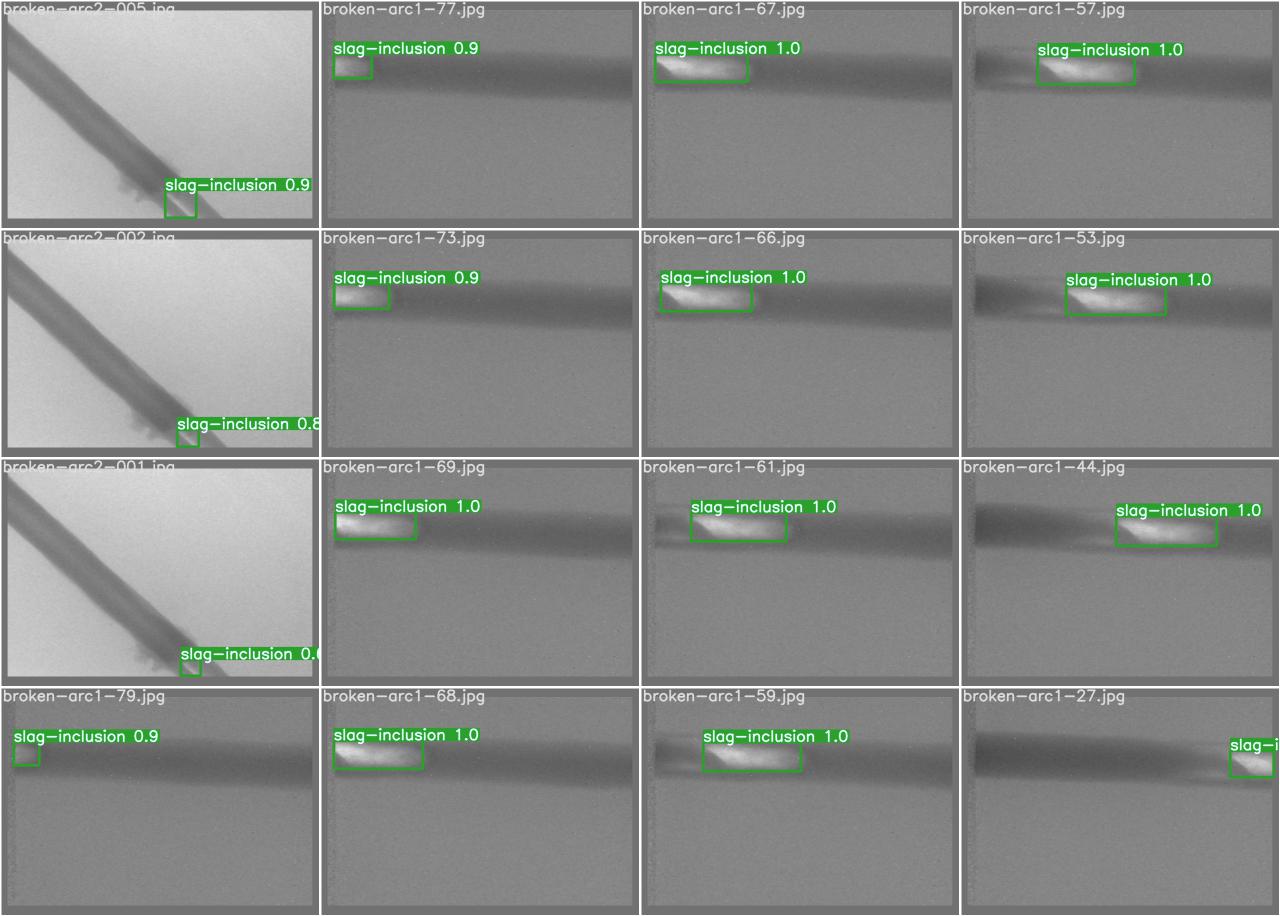 broken-arc2-005.jpg
slag-inclusion 0.9
broken-arc1-77.jpg
slag-inclusion 0.9
broken-arc1-67.jpg
slag-inclusion 1.0
broken-arc1-57.jpg
slag-inclusion 1.0
broken-arc2-002.jpg
slag-inclusion 0.8
broken-arc1-73.jpg
slag-inclusion 0.9
broken-arc1-66.jpg
slag-inclusion 1.0
broken-arc1-53.jpg
slag-inclusion 1.0
broken-arc2-001.jpg
slag-inclusion 0.
broken-arc1-69.jpg
slag-inclusion 1.0
broken-arc1-61.jpg
slag-inclusion 1.0
broken-arc1-44.jpg
slag-inclusion 1.0
broken-arc1-79.jpg
slag-inclusion 0.9
broken-arc1-68.jpg
slag-inclusion 1.0
broken-arc1-59.jpg
slag-inclusion 1.0
broken-arc1-27.jpg
slag-i